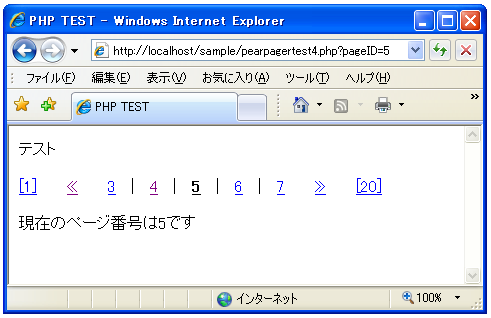 PHP TEST - Windows Internet Explorer
http://localhost/sample/pearpagertest4.php?pageID=5
ファイル(F) 編集(E) 表示(V) お気に入り(A) ツール(T) ヘルプ(H)
PHP TEST
テスト
[1] ≪ 3 | 4 | 5 | 6 | 7 ≫ [20]
現在のページ番号は5です
インターネット 100%